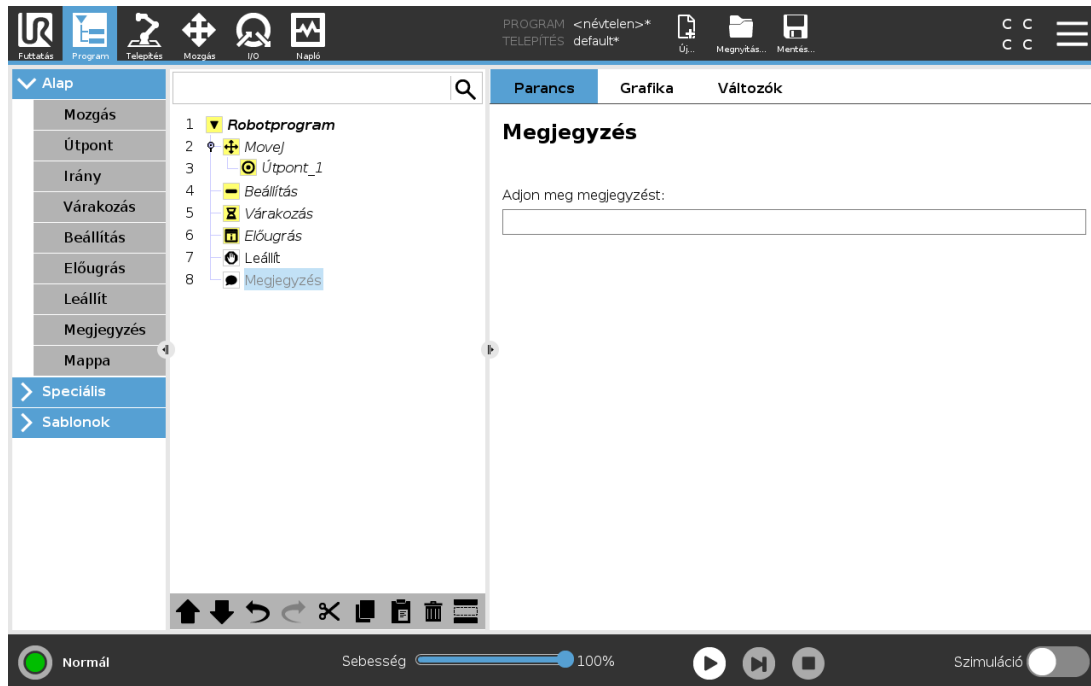 UR
Futtatás
Program
Telepítés
Mozgás
I/O
Napló
PROGRAM <névtelen>*
TELEPÍTÉS default*
Új...
Megnyitás...
Mentés...
C C
C C
Alap
Mozgás
Útpont
Irány
Várakozás
Beállítás
Előugrás
Leállít
Megjegyzés
Mappa
Speciális
Sablonok
1 Robotprogram
2 MoveJ
3 Útpont_1
4 Beállítás
5 Várakozás
6 Előugrás
7 Leállít
8 Megjegyzés
Parancs Grafika Változók
Megjegyzés
Adjon meg megjegyzést:
Normál
Sebesség 100%
Szimuláció